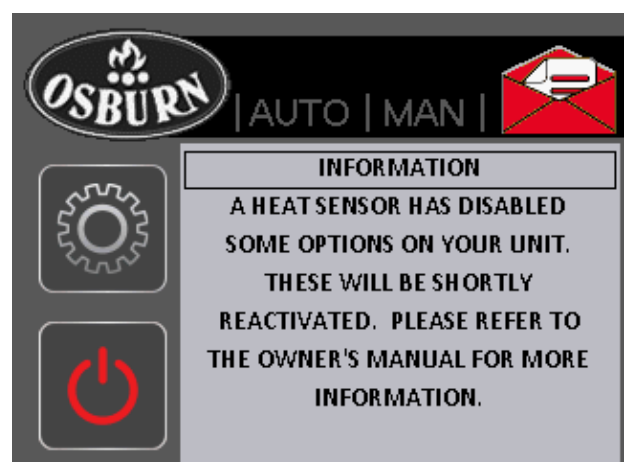 OSBURN
| AUTO | MAN |
INFORMATION
A HEAT SENSOR HAS DISABLED
SOME OPTIONS ON YOUR UNIT.
THESE WILL BE SHORTLY
REACTIVATED. PLEASE REFER TO
THE OWNER'S MANUAL FOR MORE
INFORMATION.